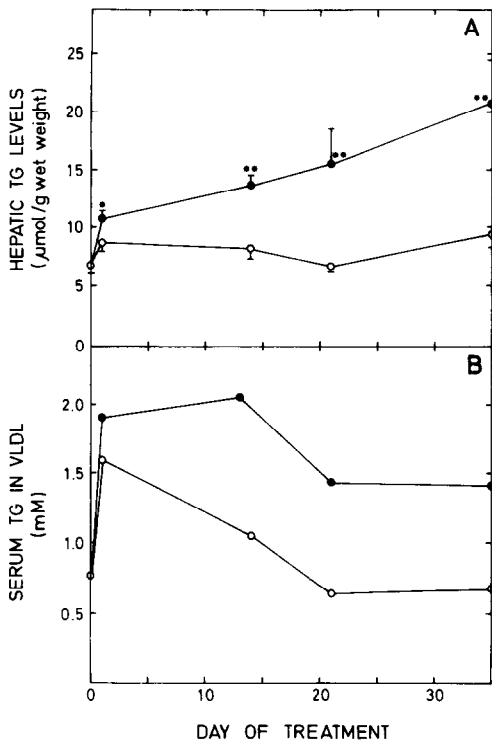 A
HEPATIC TG LEVELS
(µmol/g wet weight)
25
20
15
10
5
0
*
**
**
**
B
SERUM TG IN VLDL
(mM)
2.0
1.5
1.0
0.5
0 10 20 30
DAY OF TREATMENT